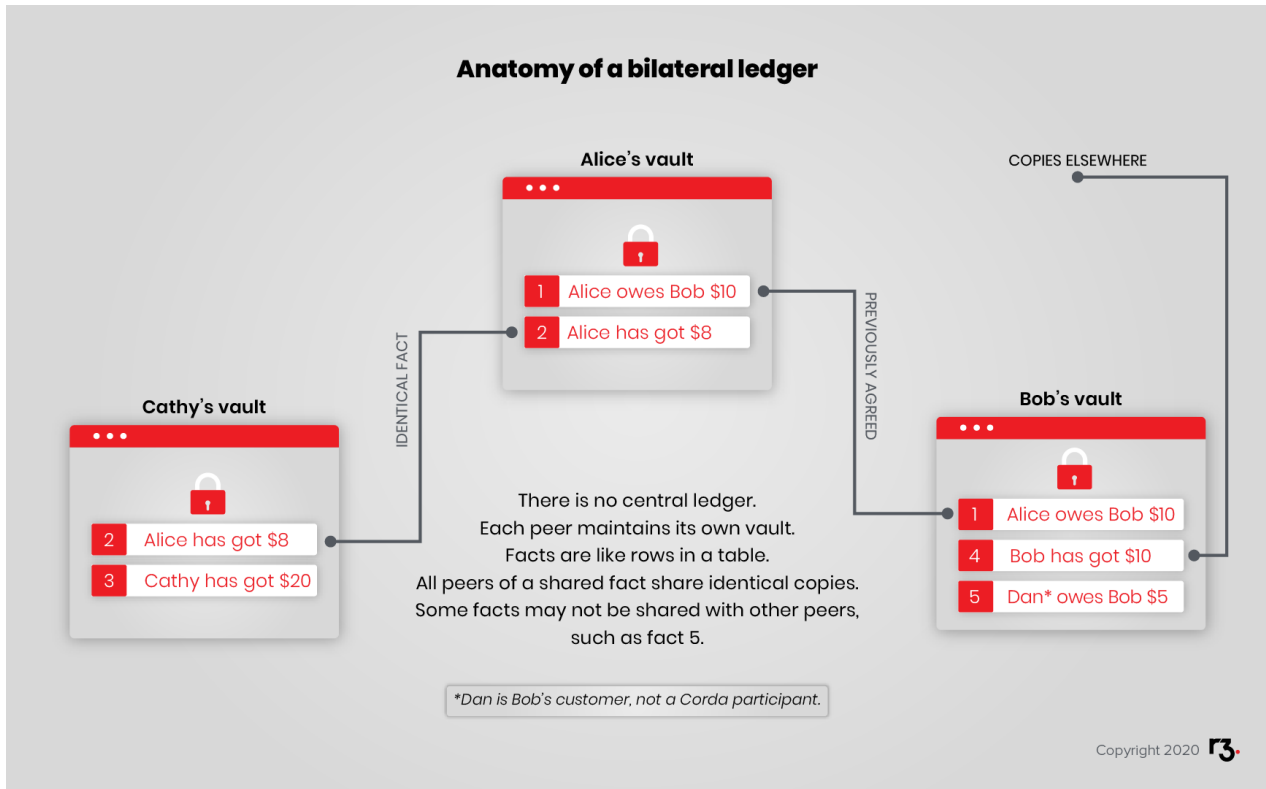 Anatomy of a bilateral ledger
Alice's vault
COPIES ELSEWHERE
1 Alice owes Bob $10
2 Alice has got $8
IDENTICAL FACT
PREVIOUSLY AGREED
Cathy's vault
2 Alice has got $8
3 Cathy has got $20
Bob's vault
1 Alice owes Bob $10
4 Bob has got $10
5 Dan* owes Bob $5
There is no central ledger.
Each peer maintains its own vault.
Facts are like rows in a table.
All peers of a shared fact share identical copies.
Some facts may not be shared with other peers,
such as fact 5.
*Dan is Bob's customer, not a Corda participant.
Copyright 2020 r3.